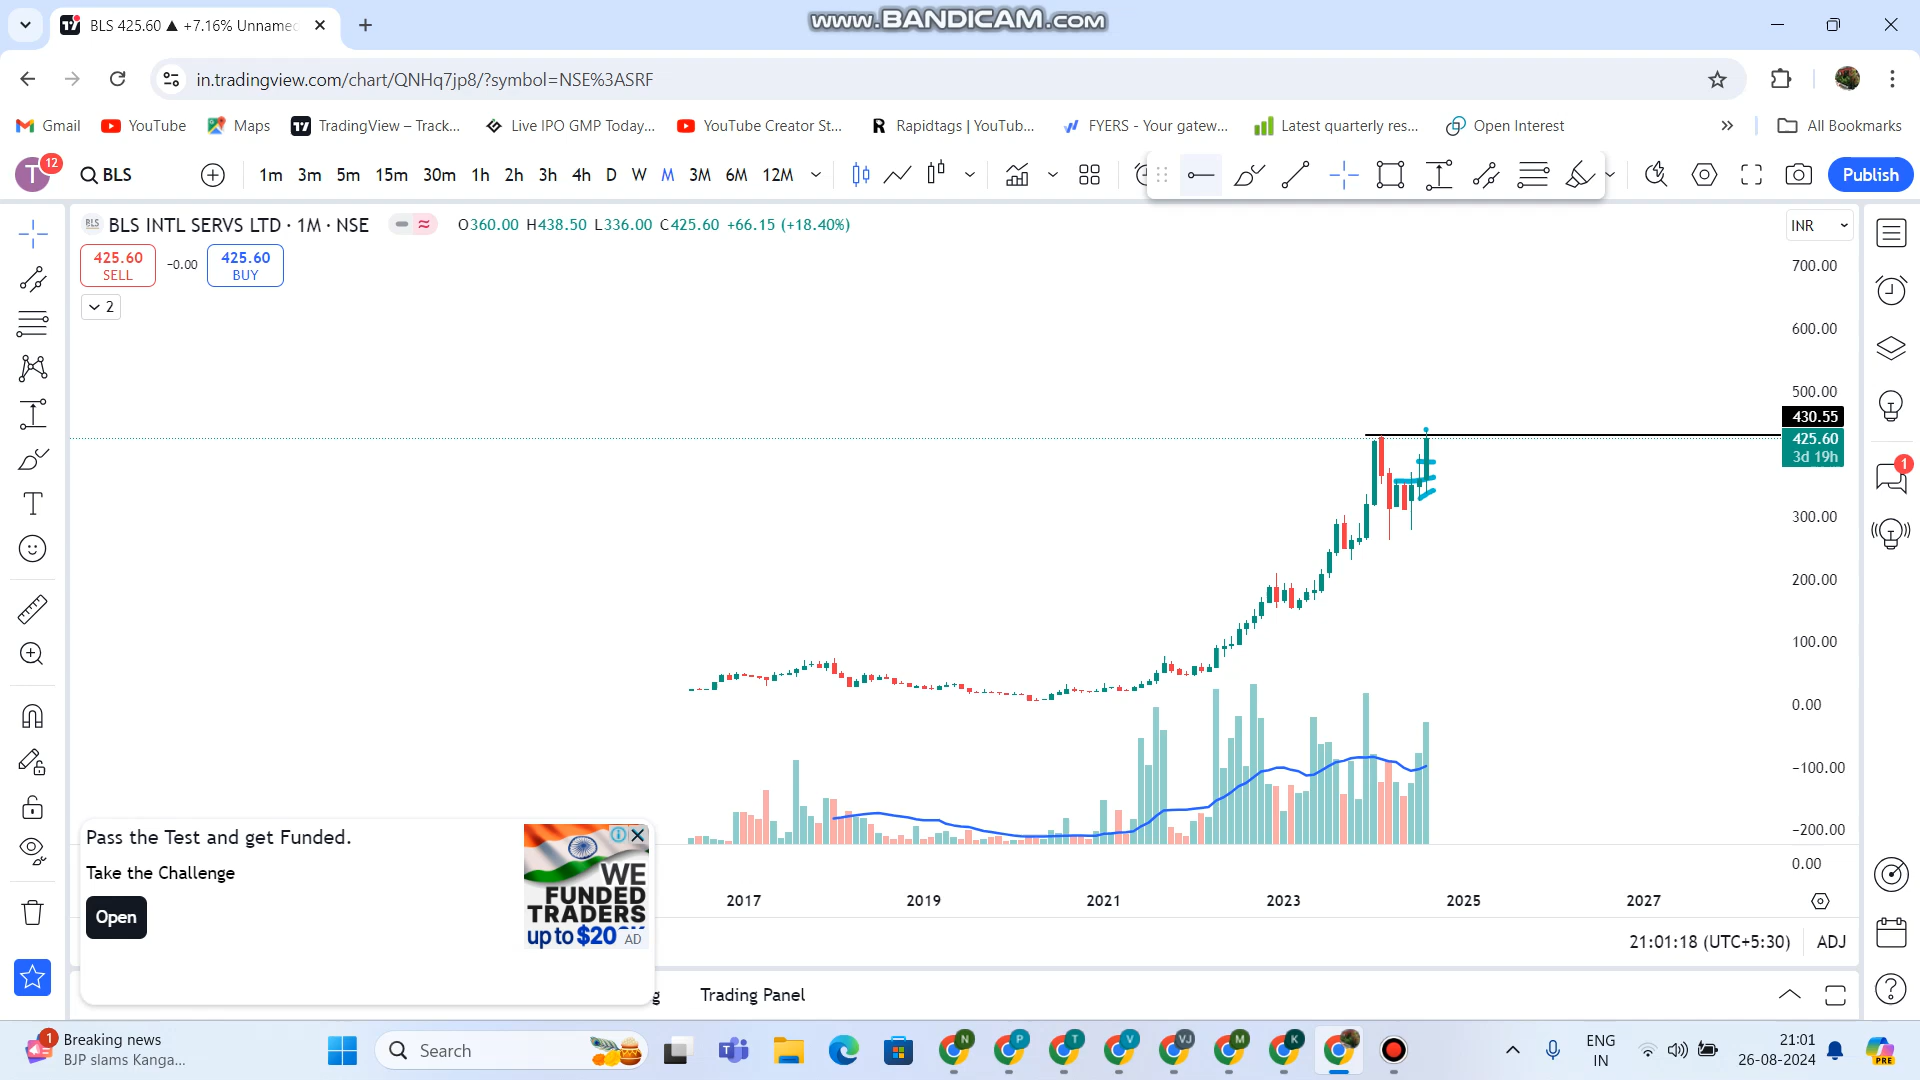 www.BANDICAM.com
BLS 425.60 ▲ +7.16% Unnamed
in.tradingview.com/chart/QNHq7jp8/?symbol=NSE%3ASRF
Gmail YouTube Maps TradingView – Track... Live IPO GMP Today... YouTube Creator St... Rapidtags | YouTub... FYERS - Your gatew... Latest quarterly res... Open Interest » All Bookmarks
T 12 BLS 1m 3m 5m 15m 30m 1h 2h 3h 4h D W M 3M 6M 12M Publish
BLS BLS INTL SERVS LTD · 1M · NSE O360.00 H438.50 L336.00 C425.60 +66.15 (+18.40%) INR
425.60 SELL -0.00 425.60 BUY
2
700.00
600.00
500.00
430.55
425.60
3d 19h
300.00
200.00
100.00
0.00
−100.00
−200.00
0.00
1
Pass the Test and get Funded.
Take the Challenge
Open
WE
FUNDED
TRADERS
up to $200K
AD
2017 2019 2021 2023 2025 2027
21:01:18 (UTC+5:30) ADJ
g Trading Panel
1 Breaking news
BJP slams Kanga...
Search
N P T V VJ M K
ENG
IN
21:01
26-08-2024
PRE